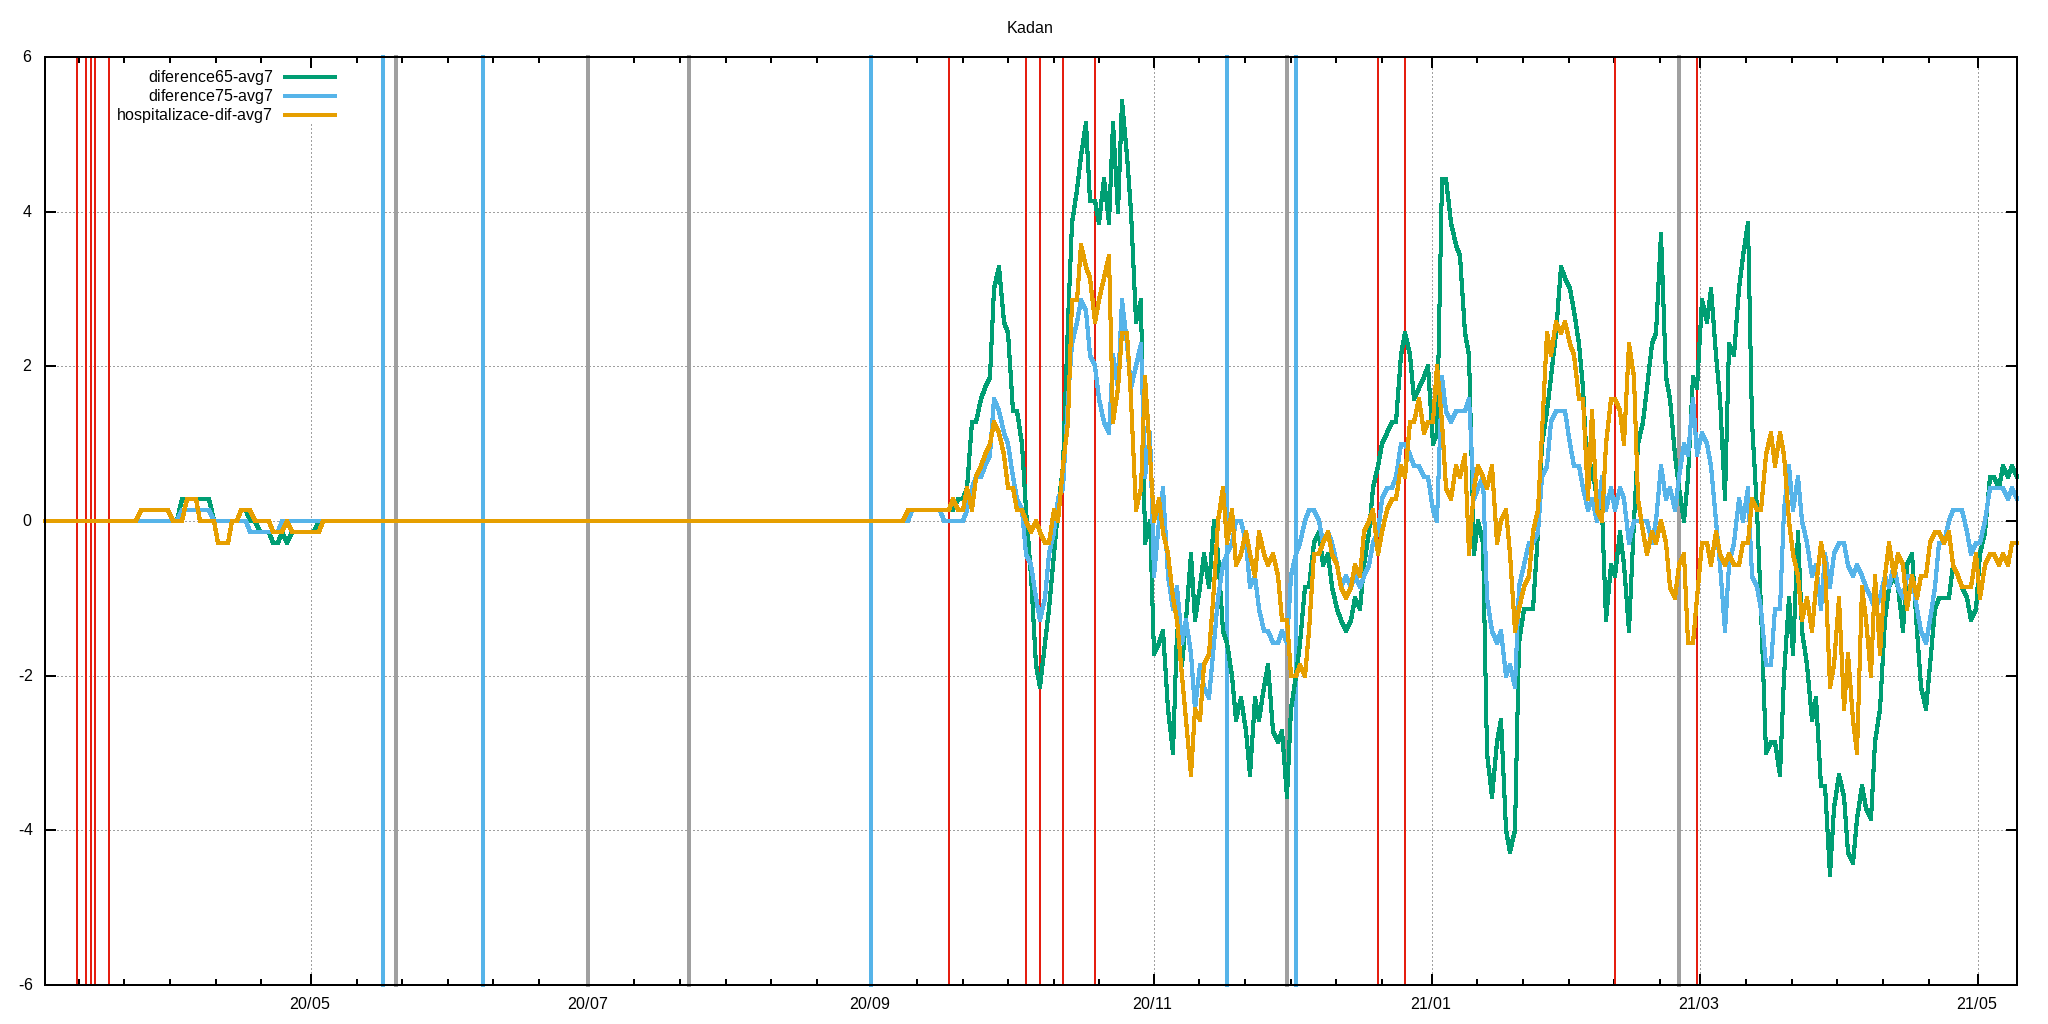 Kadan
6
diference65-avg7
diference75-avg7
hospitalizace-dif-avg7
4
2
0
-2
-4
-6
20/05 20/07 20/09 20/11 21/01 21/03 21/05